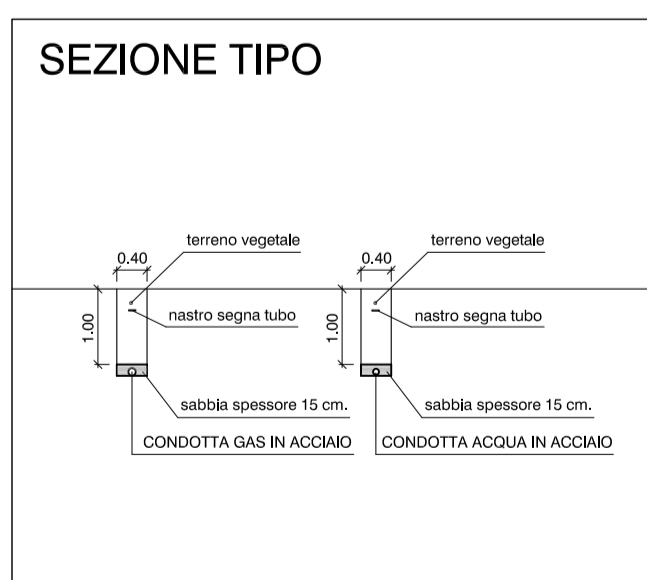 SEZIONE TIPO
terreno vegetale
0.40
nastro segna tubo
1.00
sabbia spessore 15 cm.
CONDOTTA GAS IN ACCIAIO
terreno vegetale
0.40
nastro segna tubo
1.00
sabbia spessore 15 cm.
CONDOTTA ACQUA IN ACCIAIO